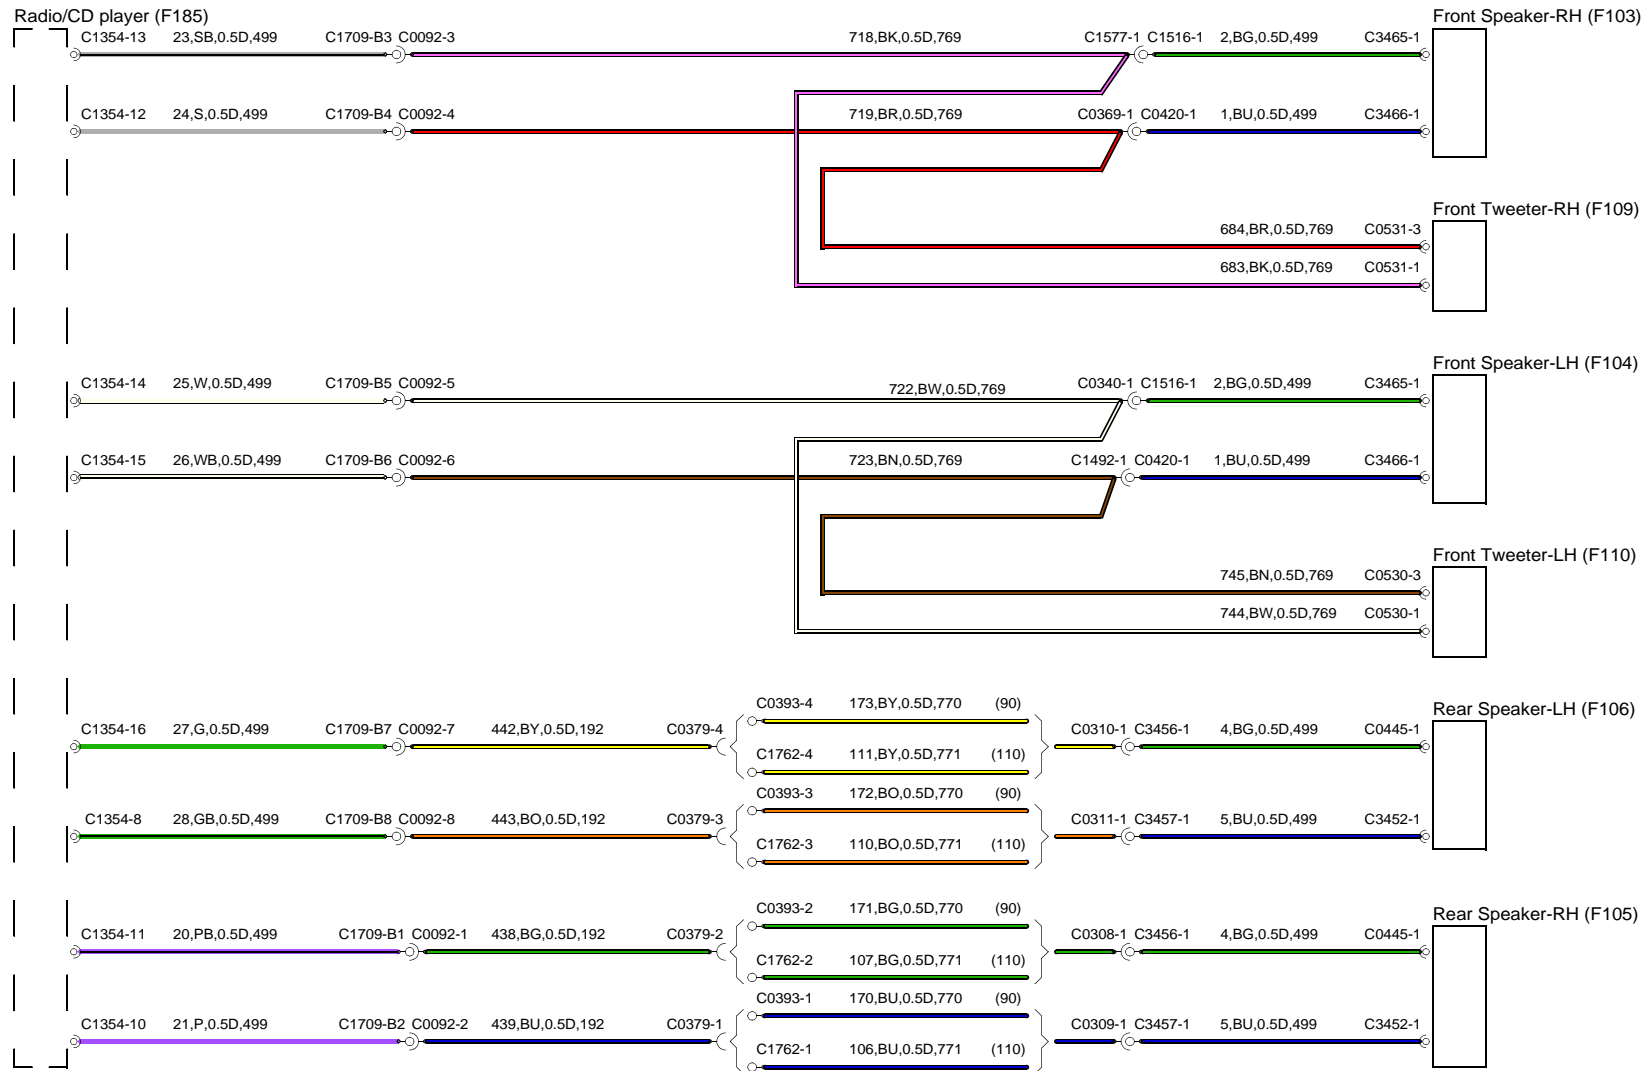 Radio/CD player (F185)
Front Speaker-RH (F103)
C1354-13 23,SB,0.5D,499 C1709-B3 C0092-3 718,BK,0.5D,769 C1577-1 C1516-1 2,BG,0.5D,499 C3465-1
C1354-12 24,S,0.5D,499 C1709-B4 C0092-4 719,BR,0.5D,769 C0369-1 C0420-1 1,BU,0.5D,499 C3466-1
Front Tweeter-RH (F109)
684,BR,0.5D,769 C0531-3
683,BK,0.5D,769 C0531-1
Front Speaker-LH (F104)
C1354-14 25,W,0.5D,499 C1709-B5 C0092-5 722,BW,0.5D,769 C0340-1 C1516-1 2,BG,0.5D,499 C3465-1
C1354-15 26,WB,0.5D,499 C1709-B6 C0092-6 723,BN,0.5D,769 C1492-1 C0420-1 1,BU,0.5D,499 C3466-1
Front Tweeter-LH (F110)
745,BN,0.5D,769 C0530-3
744,BW,0.5D,769 C0530-1
C0393-4 173,BY,0.5D,770 (90)
Rear Speaker-LH (F106)
C1354-16 27,G,0.5D,499 C1709-B7 C0092-7 442,BY,0.5D,192 C0379-4 C0310-1 C3456-1 4,BG,0.5D,499 C0445-1
C1762-4 111,BY,0.5D,771 (110)
C0393-3 172,BO,0.5D,770 (90)
C1354-8 28,GB,0.5D,499 C1709-B8 C0092-8 443,BO,0.5D,192 C0379-3 C0311-1 C3457-1 5,BU,0.5D,499 C3452-1
C1762-3 110,BO,0.5D,771 (110)
C0393-2 171,BG,0.5D,770 (90)
Rear Speaker-RH (F105)
C1354-11 20,PB,0.5D,499 C1709-B1 C0092-1 438,BG,0.5D,192 C0379-2 C0308-1 C3456-1 4,BG,0.5D,499 C0445-1
C1762-2 107,BG,0.5D,771 (110)
C0393-1 170,BU,0.5D,770 (90)
C1354-10 21,P,0.5D,499 C1709-B2 C0092-2 439,BU,0.5D,192 C0379-1 C0309-1 C3457-1 5,BU,0.5D,499 C3452-1
C1762-1 106,BU,0.5D,771 (110)